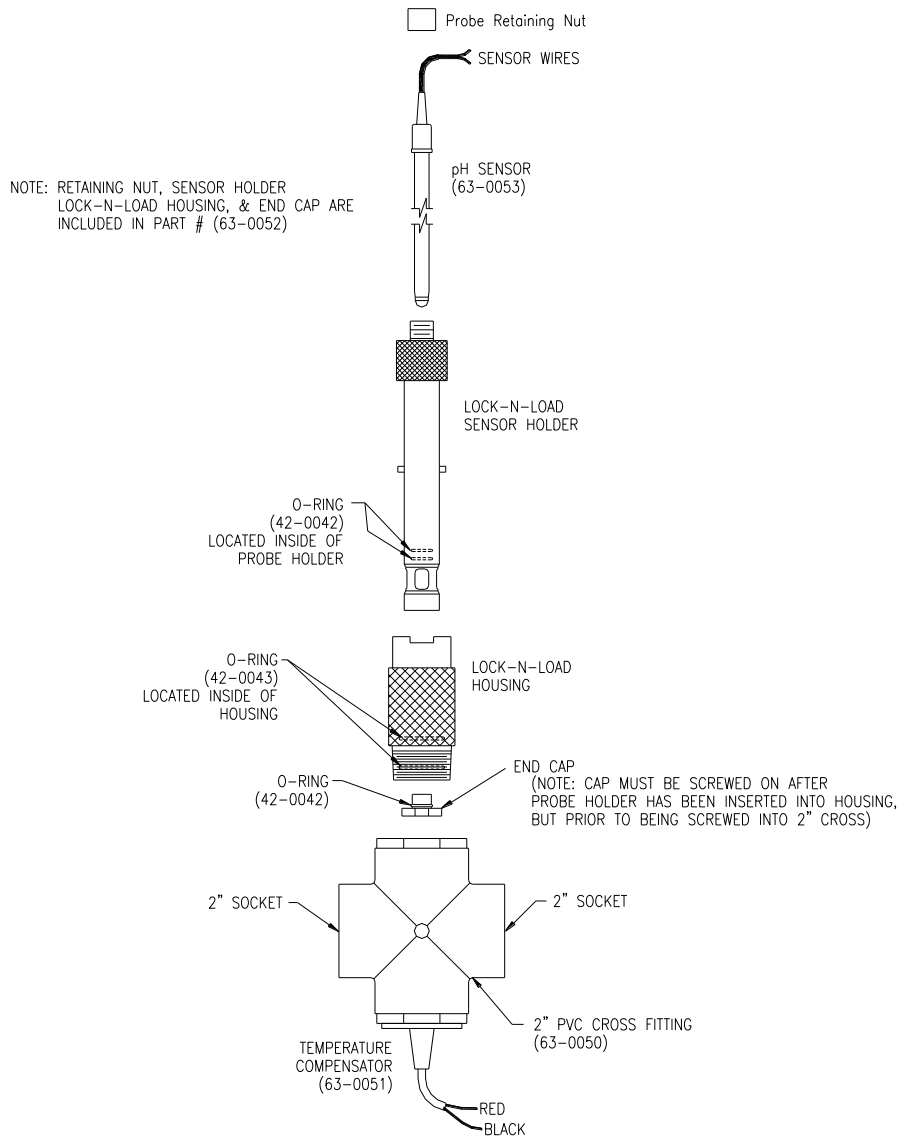 Probe Retaining Nut
SENSOR WIRES
pH SENSOR
(63-0053)
NOTE: RETAINING NUT, SENSOR HOLDER
LOCK-N-LOAD HOUSING, & END CAP ARE
INCLUDED IN PART # (63-0052)
LOCK-N-LOAD
SENSOR HOLDER
O-RING
(42-0042)
LOCATED INSIDE OF
PROBE HOLDER
O-RING
(42-0043)
LOCATED INSIDE OF
HOUSING
LOCK-N-LOAD
HOUSING
O-RING
(42-0042)
END CAP
(NOTE: CAP MUST BE SCREWED ON AFTER
PROBE HOLDER HAS BEEN INSERTED INTO HOUSING,
BUT PRIOR TO BEING SCREWED INTO 2" CROSS)
2" SOCKET
2" SOCKET
2" PVC CROSS FITTING
(63-0050)
TEMPERATURE
COMPENSATOR
(63-0051)
RED
BLACK